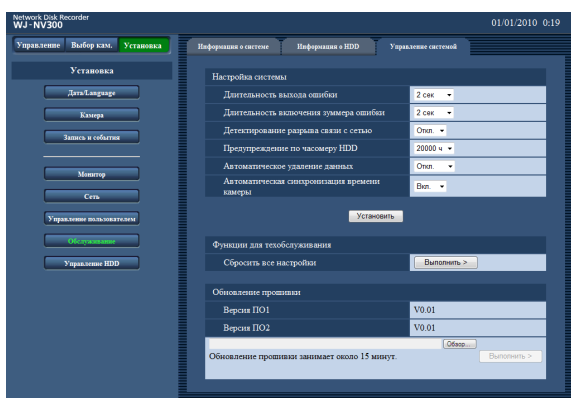 Network Disk Recorder
WJ-NV300
01/01/2010 0:19
Управление Выбор кам. Установка
Информация о системе Информация о HDD Управление системой
Установка
Дата/Language
Камера
Запись и события
Монитор
Сеть
Управление пользователем
Обслуживание
Управление HDD
Настройка системы
Длительность выхода ошибки 2 сек
Длительность включения зуммера ошибки 2 сек
Детектирование разрыва связи с сетью Откл.
Предупреждение по часомеру HDD 20000 ч
Автоматическое удаление данных Откл.
Автоматическая синхронизация времени
камеры Вкл.
Установить
Функции для техобслуживания
Сбросить все настройки Выполнить >
Обновление прошивки
Версия ПО1 V0.01
Версия ПО2 V0.01
Обзор...
Обновление прошивки занимает около 15 минут. Выполнить >